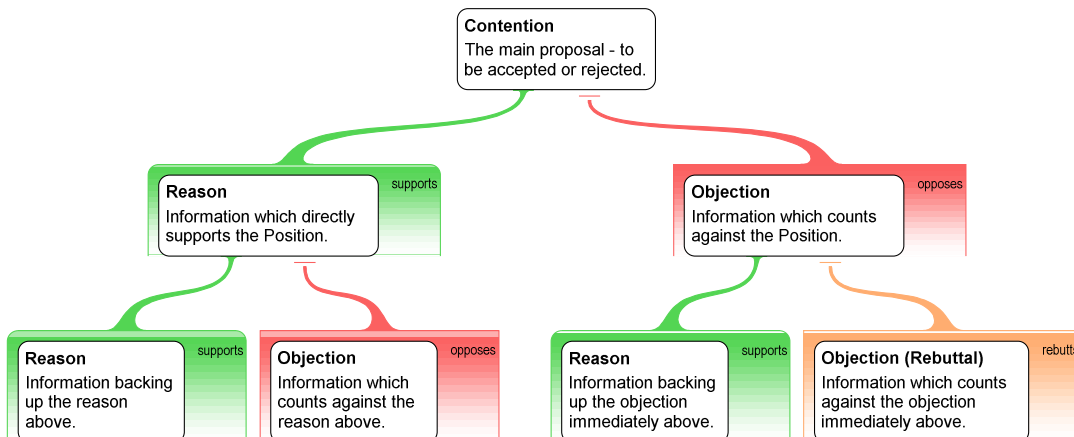 Contention
The main proposal - to
be accepted or rejected.
supports
Reason
Information which directly
supports the Position.
opposes
Objection
Information which counts
against the Position.
supports
Reason
Information backing
up the reason
above.
opposes
Objection
Information which
counts against the
reason above.
supports
Reason
Information backing
up the objection
immediately above.
rebutts
Objection (Rebuttal)
Information which counts
against the objection
immediately above.